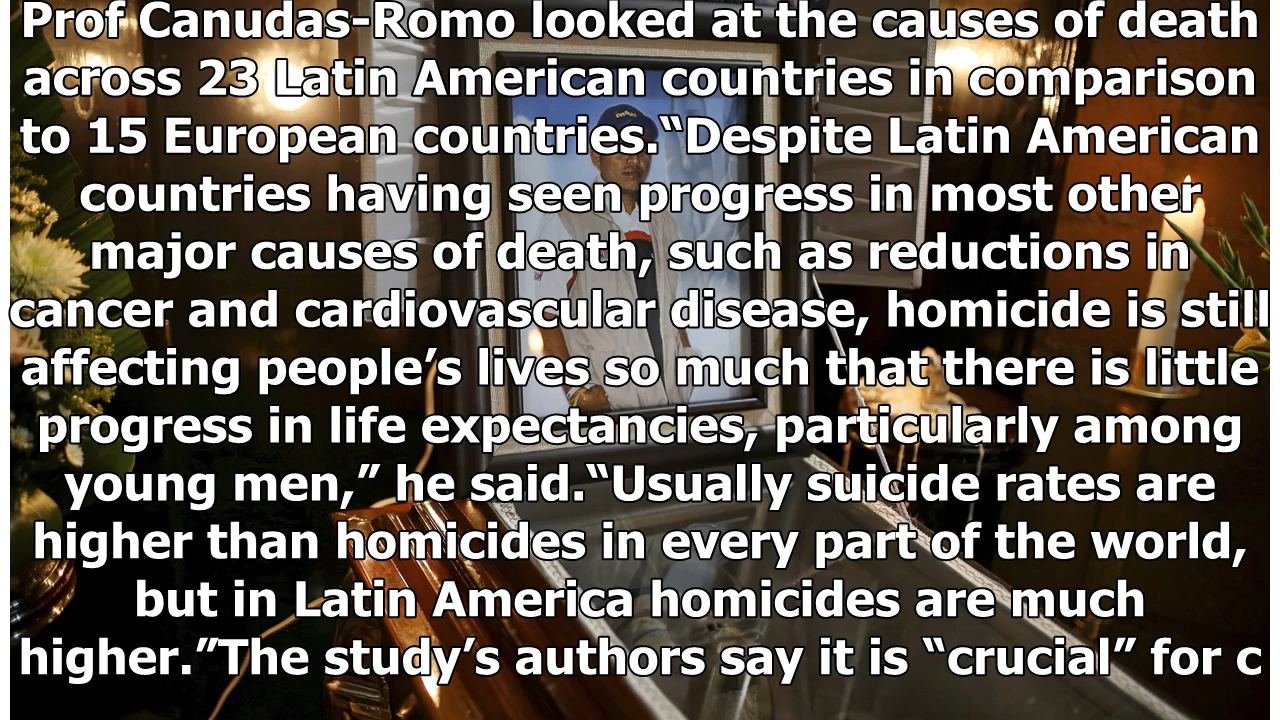 Prof Canudas-Romo looked at the causes of death
across 23 Latin American countries in comparison
to 15 European countries.“Despite Latin American
countries having seen progress in most other
major causes of death, such as reductions in
cancer and cardiovascular disease, homicide is still
affecting people’s lives so much that there is little
progress in life expectancies, particularly among
young men,” he said.“Usually suicide rates are
higher than homicides in every part of the world,
but in Latin America homicides are much
higher.”The study’s authors say it is “crucial” for c